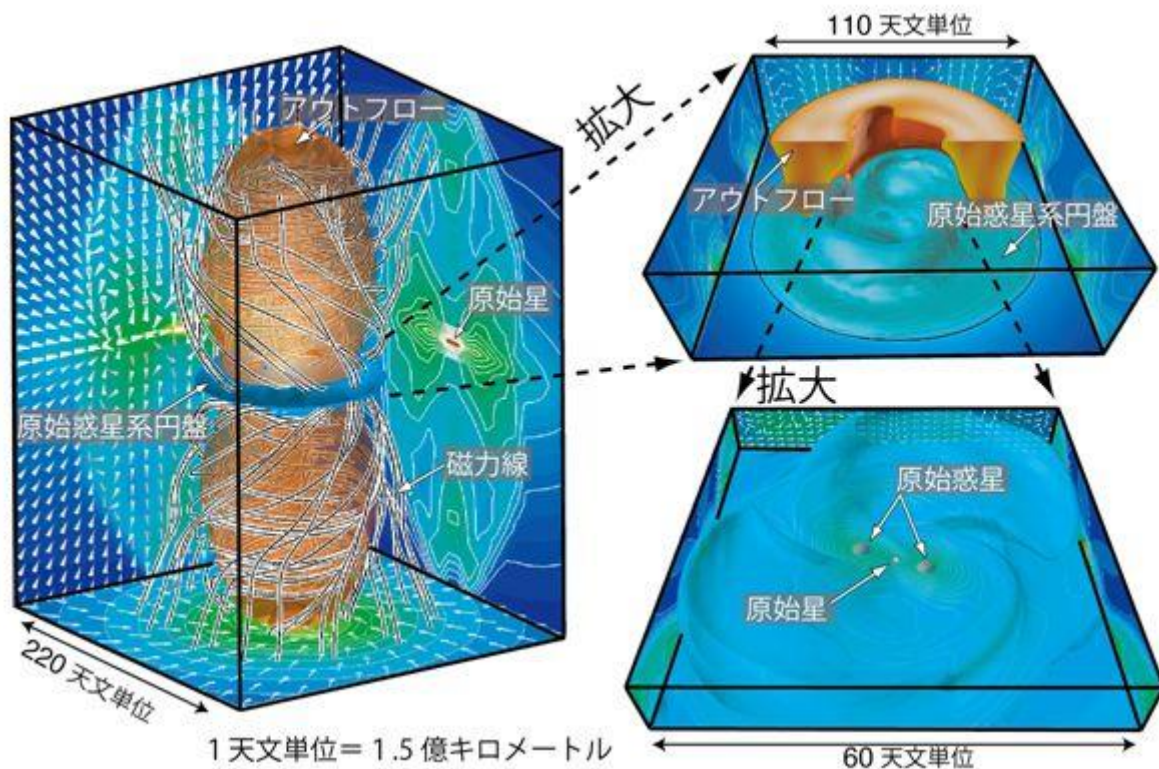 アウトフロー
原始星
原始惑星系円盤
磁力線
220 天文単位
1天文単位＝1.5億キロメートル
拡大
110 天文単位
アウトフロー
原始惑星系円盤
拡大
原始惑星
原始星
60 天文単位